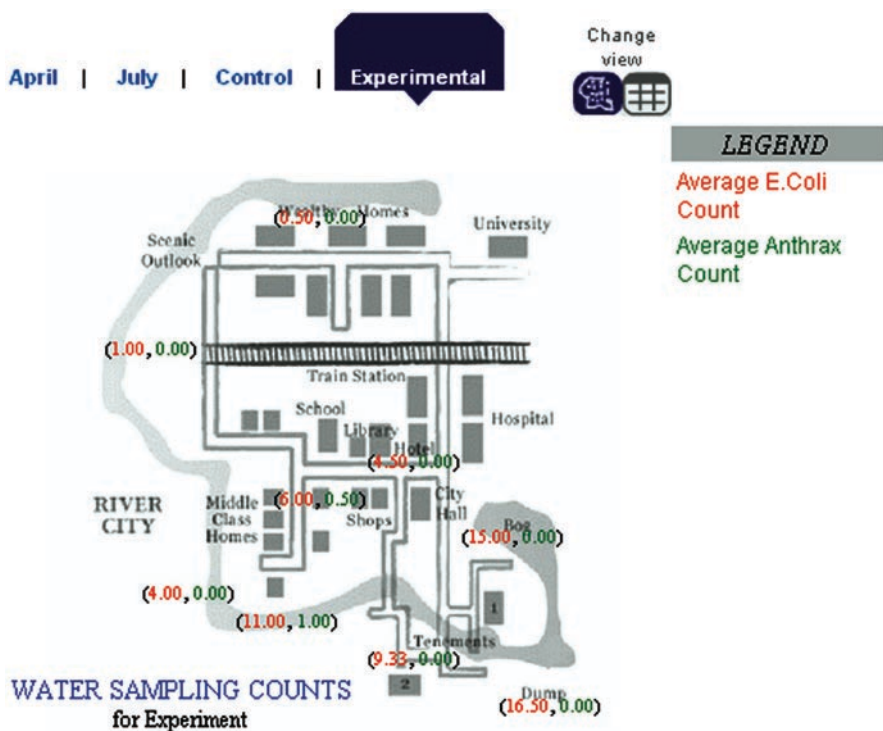 Change
view
April | July | Control | Experimental
LEGEND
Average E.Coli
Count
Average Anthrax
Count
Wealthy Homes
(0.50, 0.00)
University
Scenic
Outlook
(1.00, 0.00)
Train Station
School
Library
Hospital
Hotel
(4.50, 0.00)
RIVER
CITY
Middle
Class
Homes
(6.00, 0.50)
Shops
City
Hall
Bog
(15.00, 0.00)
(4.00, 0.00)
(11.00, 1.00)
1
Tenements
(9.33, 0.00)
2
Dump
(16.50, 0.00)
WATER SAMPLING COUNTS
for Experiment